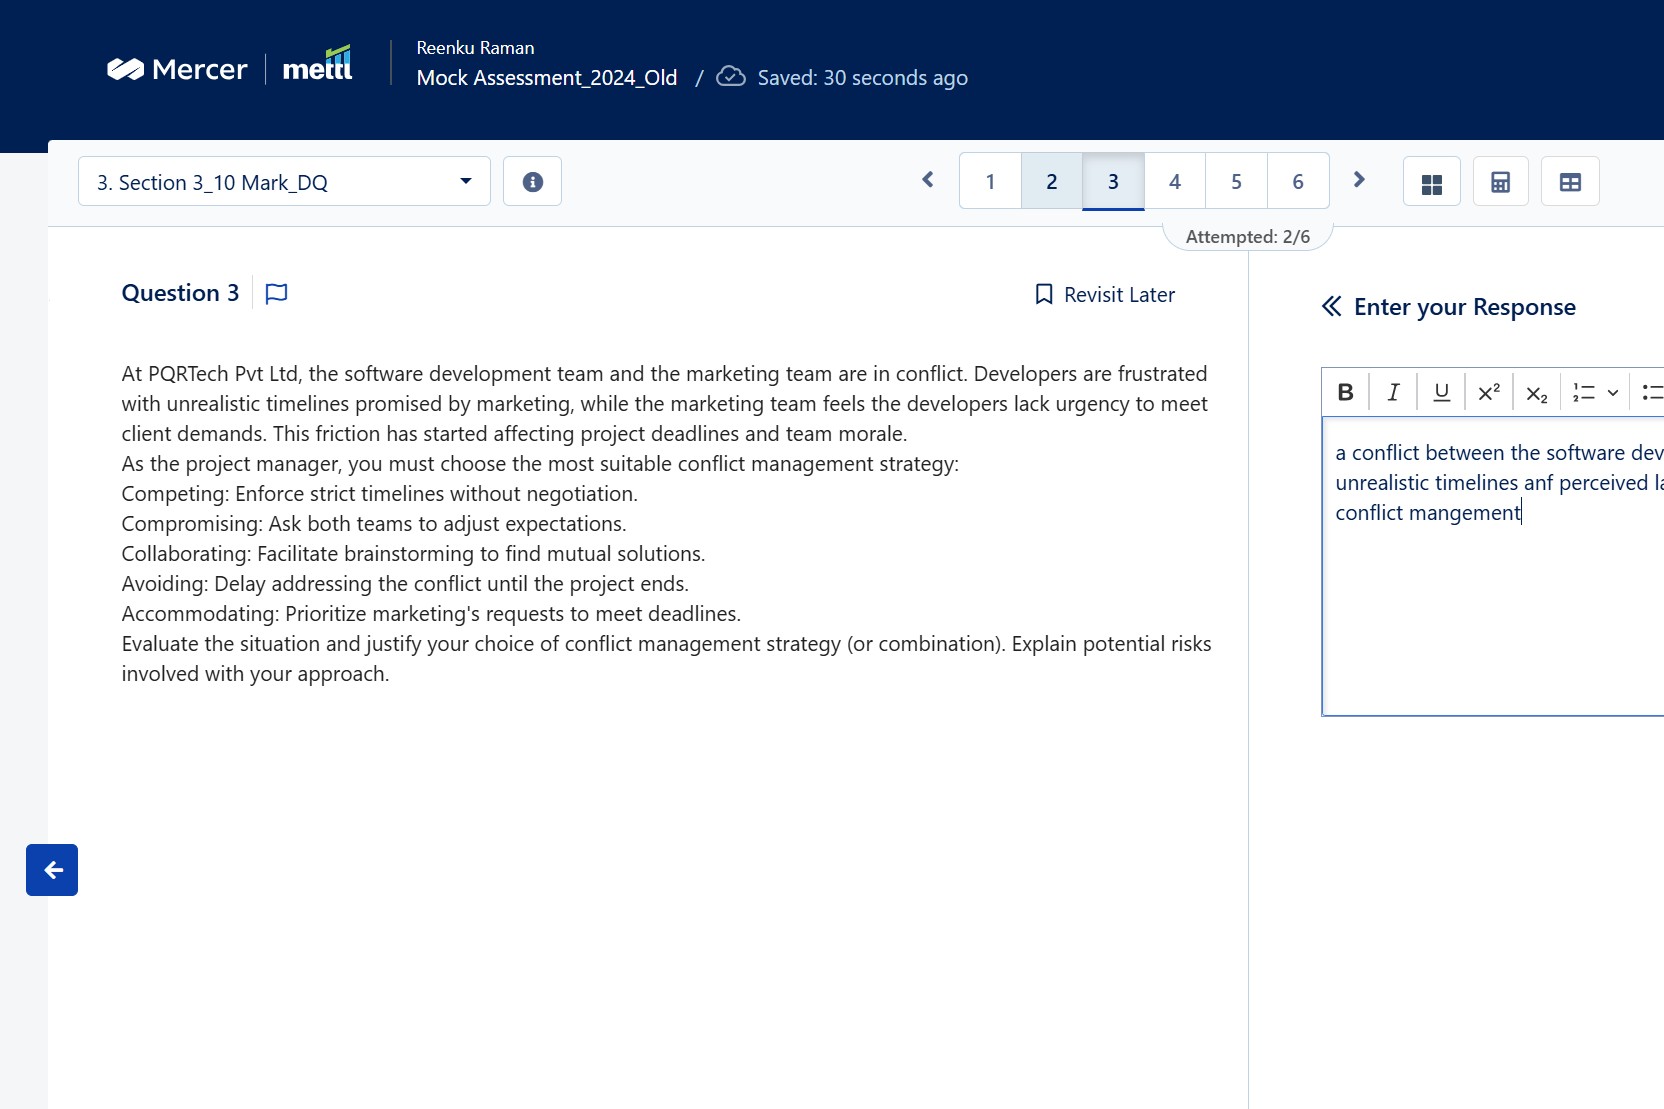 Mercer
mettl
Reenku Raman
Mock Assessment_2024_Old / Saved: 30 seconds ago
3. Section 3_10 Mark_DQ
1 2 3 4 5 6
Attempted: 2/6
Question 3
Revisit Later
At PQRTech Pvt Ltd, the software development team and the marketing team are in conflict. Developers are frustrated
with unrealistic timelines promised by marketing, while the marketing team feels the developers lack urgency to meet
client demands. This friction has started affecting project deadlines and team morale.
As the project manager, you must choose the most suitable conflict management strategy:
Competing: Enforce strict timelines without negotiation.
Compromising: Ask both teams to adjust expectations.
Collaborating: Facilitate brainstorming to find mutual solutions.
Avoiding: Delay addressing the conflict until the project ends.
Accommodating: Prioritize marketing's requests to meet deadlines.
Evaluate the situation and justify your choice of conflict management strategy (or combination). Explain potential risks
involved with your approach.
Enter your Response
B I U x² x₂
a conflict between the software dev
unrealistic timelines anf perceived la
conflict mangement